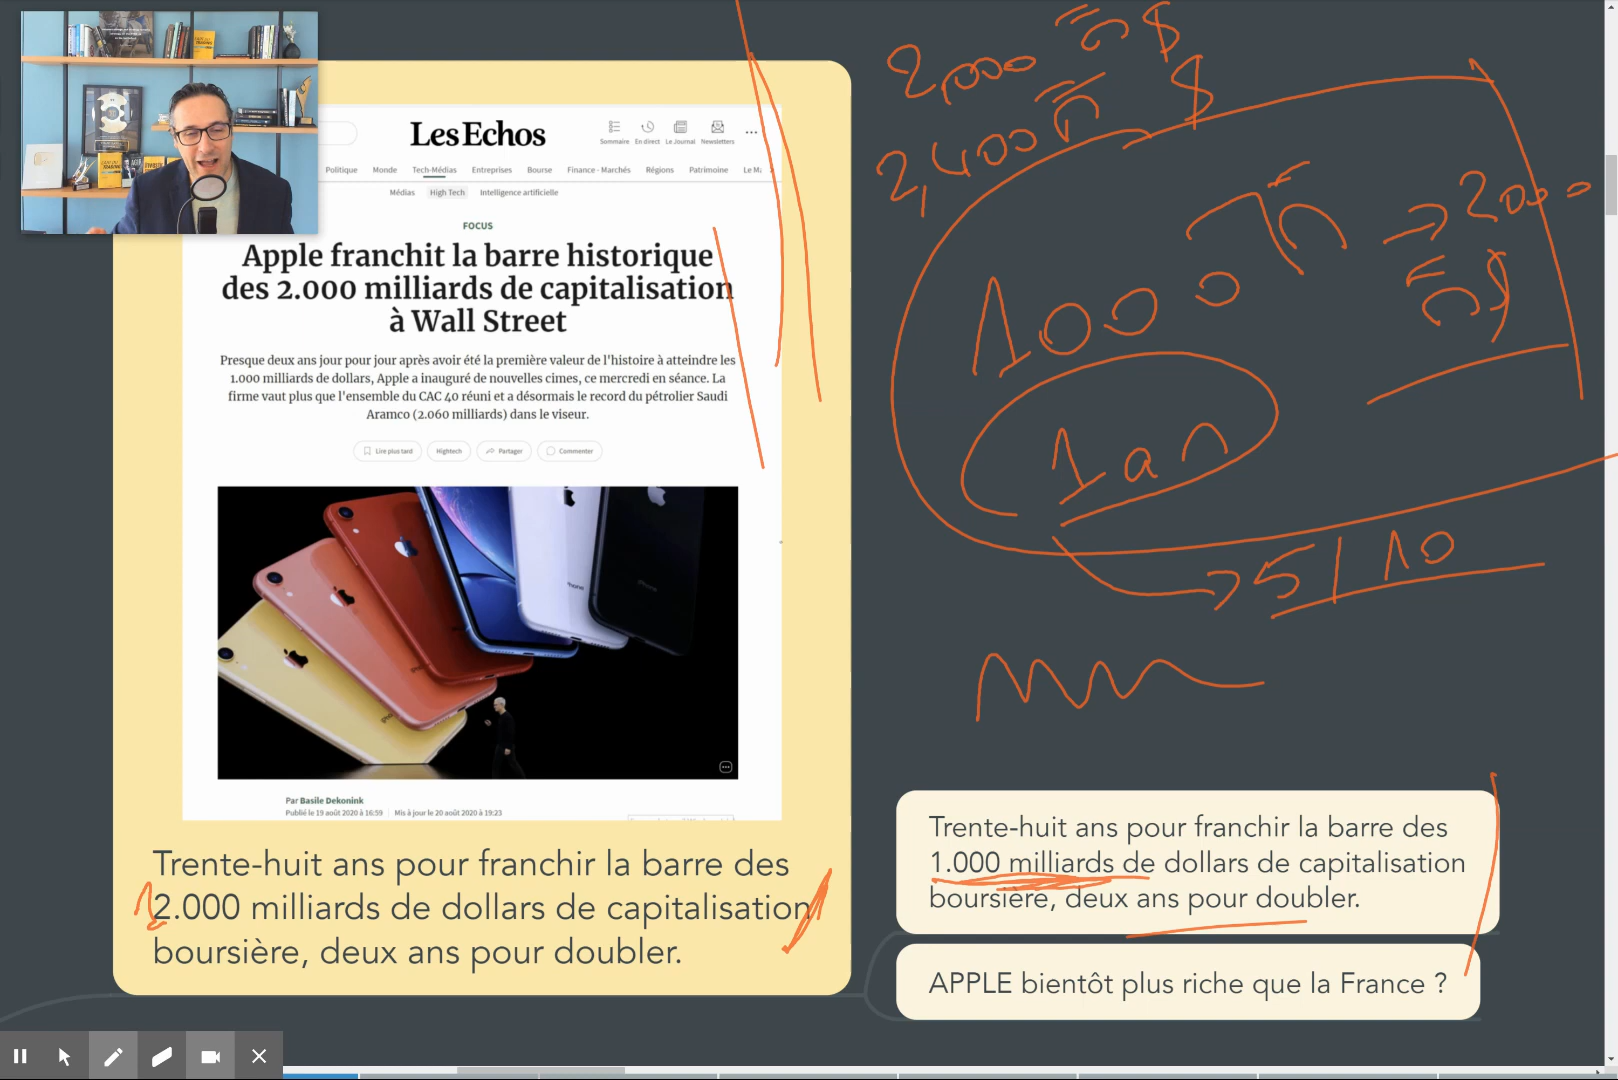 Les Echos
Sommaire En direct Le Journal Newsletters
Politique Monde Tech-Médias Entreprises Bourse Finance - Marchés Régions Patrimoine
Médias High Tech Intelligence artificielle
FOCUS
Apple franchit la barre historique
des 2.000 milliards de capitalisation
à Wall Street
Presque deux ans jour pour jour après avoir été la première valeur de l'histoire à atteindre les
1.000 milliards de dollars, Apple a inauguré de nouvelles cimes, ce mercredi en séance. La
firme vaut plus que l'ensemble du CAC 40 réuni et a désormais le record du pétrolier Saudi
Aramco (2.060 milliards) dans le viseur.
Lire plus tard Hightech Partager Commenter
Par Basile Dekonink
Publié le 19 août 2020 à 16:59 Mis à jour le 20 août 2020 à 19:23
Trente-huit ans pour franchir la barre des
2.000 milliards de dollars de capitalisation
boursière, deux ans pour doubler.
2,000 $
2,400 $
1000 → 2000
$
1 an
→ 5/10
Trente-huit ans pour franchir la barre des
1.000 milliards de dollars de capitalisation
boursière, deux ans pour doubler.
APPLE bientôt plus riche que la France ?